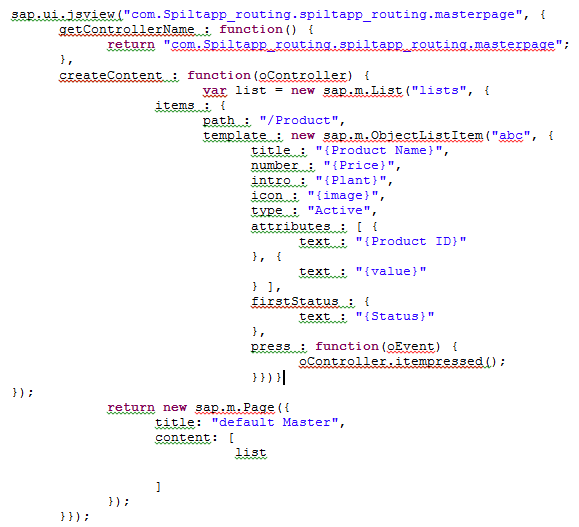 sap.ui.jsview("com.Spiltapp_routing.spiltapp_routing.masterpage", {
getControllerName : function() {
return "com.Spiltapp_routing.spiltapp_routing.masterpage";
},
createContent : function(oController) {
var list = new sap.m.List("lists", {
items : {
path : "/Product",
template : new sap.m.ObjectListItem("abc", {
title : "{Product Name}",
number : "{Price}",
intro : "{Plant}",
icon : "{image}",
type : "Active",
attributes : [ {
text : "{Product ID}"
}, {
text : "{value}"
} ],
firstStatus : {
text : "{Status}"
},
press : function(oEvent) {
oController.itempressed();
}})}
});
return new sap.m.Page({
title: "default Master",
content: [
list
]
});
}});